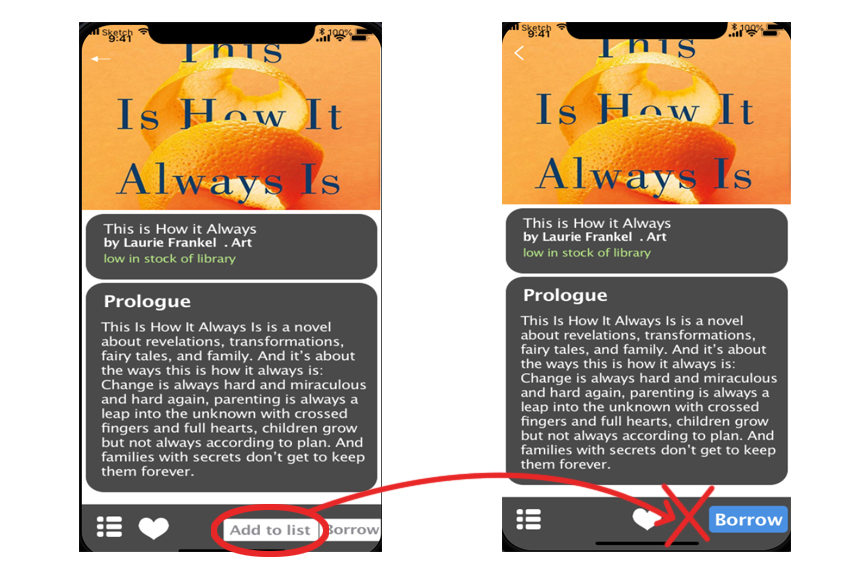 Sketch
9:41
100%
This
Is How It
Always Is
This is How it Always
by Laurie Frankel . Art
low in stock of library
Prologue
This Is How It Always Is is a novel
about revelations, transformations,
fairy tales, and family. And it’s about
the ways this is how it always is:
Change is always hard and miraculous
and hard again, parenting is always a
leap into the unknown with crossed
fingers and full hearts, children grow
but not always according to plan. And
families with secrets don’t get to keep
them forever.
Add to list
Borrow
Sketch
9:41
100%
This
Is How It
Always Is
This is How it Always
by Laurie Frankel . Art
low in stock of library
Prologue
This Is How It Always Is is a novel
about revelations, transformations,
fairy tales, and family. And it’s about
the ways this is how it always is:
Change is always hard and miraculous
and hard again, parenting is always a
leap into the unknown with crossed
fingers and full hearts, children grow
but not always according to plan. And
families with secrets don’t get to keep
them forever.
Borrow